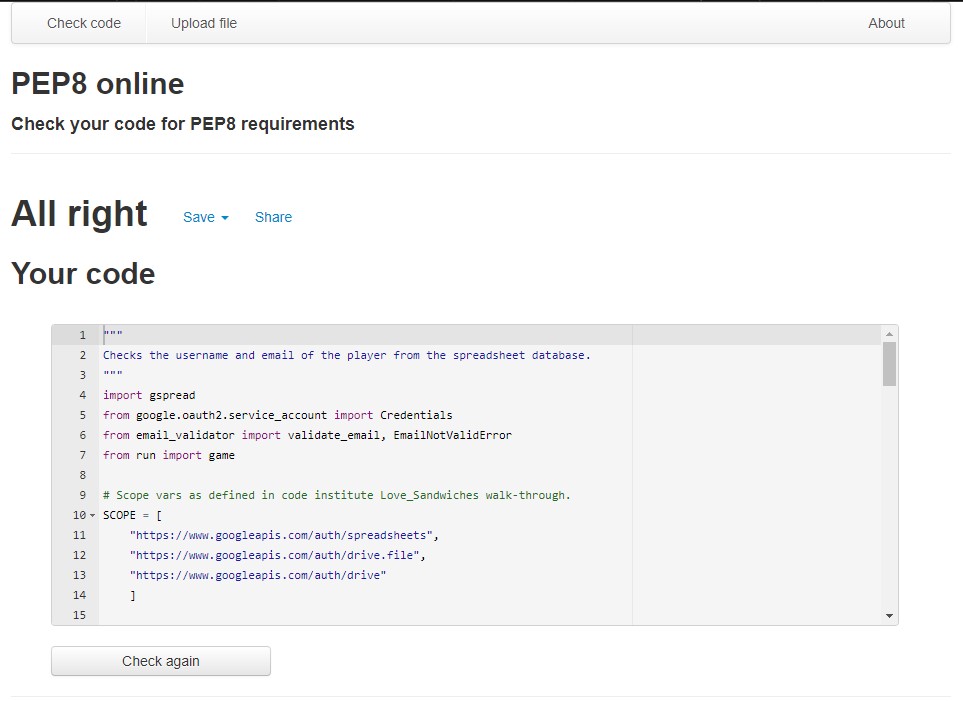 Check code Upload file About
PEP8 online
Check your code for PEP8 requirements
All right Save Share
Your code
1 """
2 Checks the username and email of the player from the spreadsheet database.
3 """
4 import gspread
5 from google.oauth2.service_account import Credentials
6 from email_validator import validate_email, EmailNotValidError
7 from run import game
8
9 # Scope vars as defined in code institute Love_Sandwiches walk-through.
10 SCOPE = [
11 "https://www.googleapis.com/auth/spreadsheets",
12 "https://www.googleapis.com/auth/drive.file",
13 "https://www.googleapis.com/auth/drive"
14 ]
15
Check again